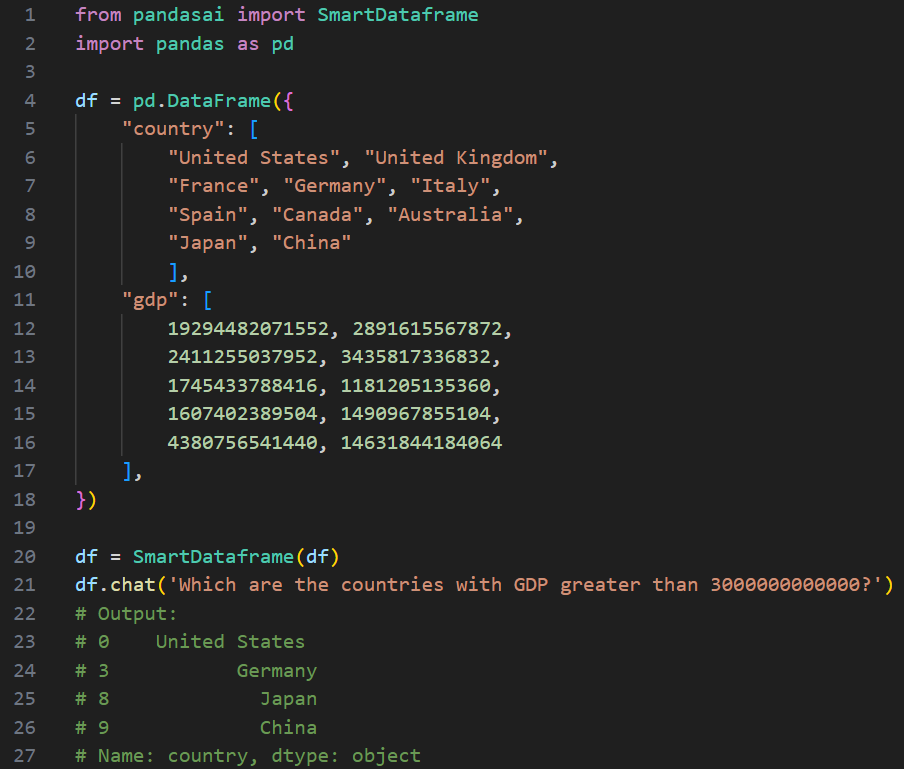 1 from pandasai import SmartDataframe
2 import pandas as pd
3
4 df = pd.DataFrame({
5     "country": [
6         "United States", "United Kingdom",
7         "France", "Germany", "Italy",
8         "Spain", "Canada", "Australia",
9         "Japan", "China"
10         ],
11     "gdp": [
12         19294482071552, 2891615567872,
13         2411255037952, 3435817336832,
14         1745433788416, 1181205135360,
15         1607402389504, 1490967855104,
16         4380756541440, 14631844184064
17     ],
18 })
19
20 df = SmartDataframe(df)
21 df.chat('Which are the countries with GDP greater than 3000000000000?')
22 # Output:
23 # 0    United States
24 # 3           Germany
25 # 8             Japan
26 # 9             China
27 # Name: country, dtype: object